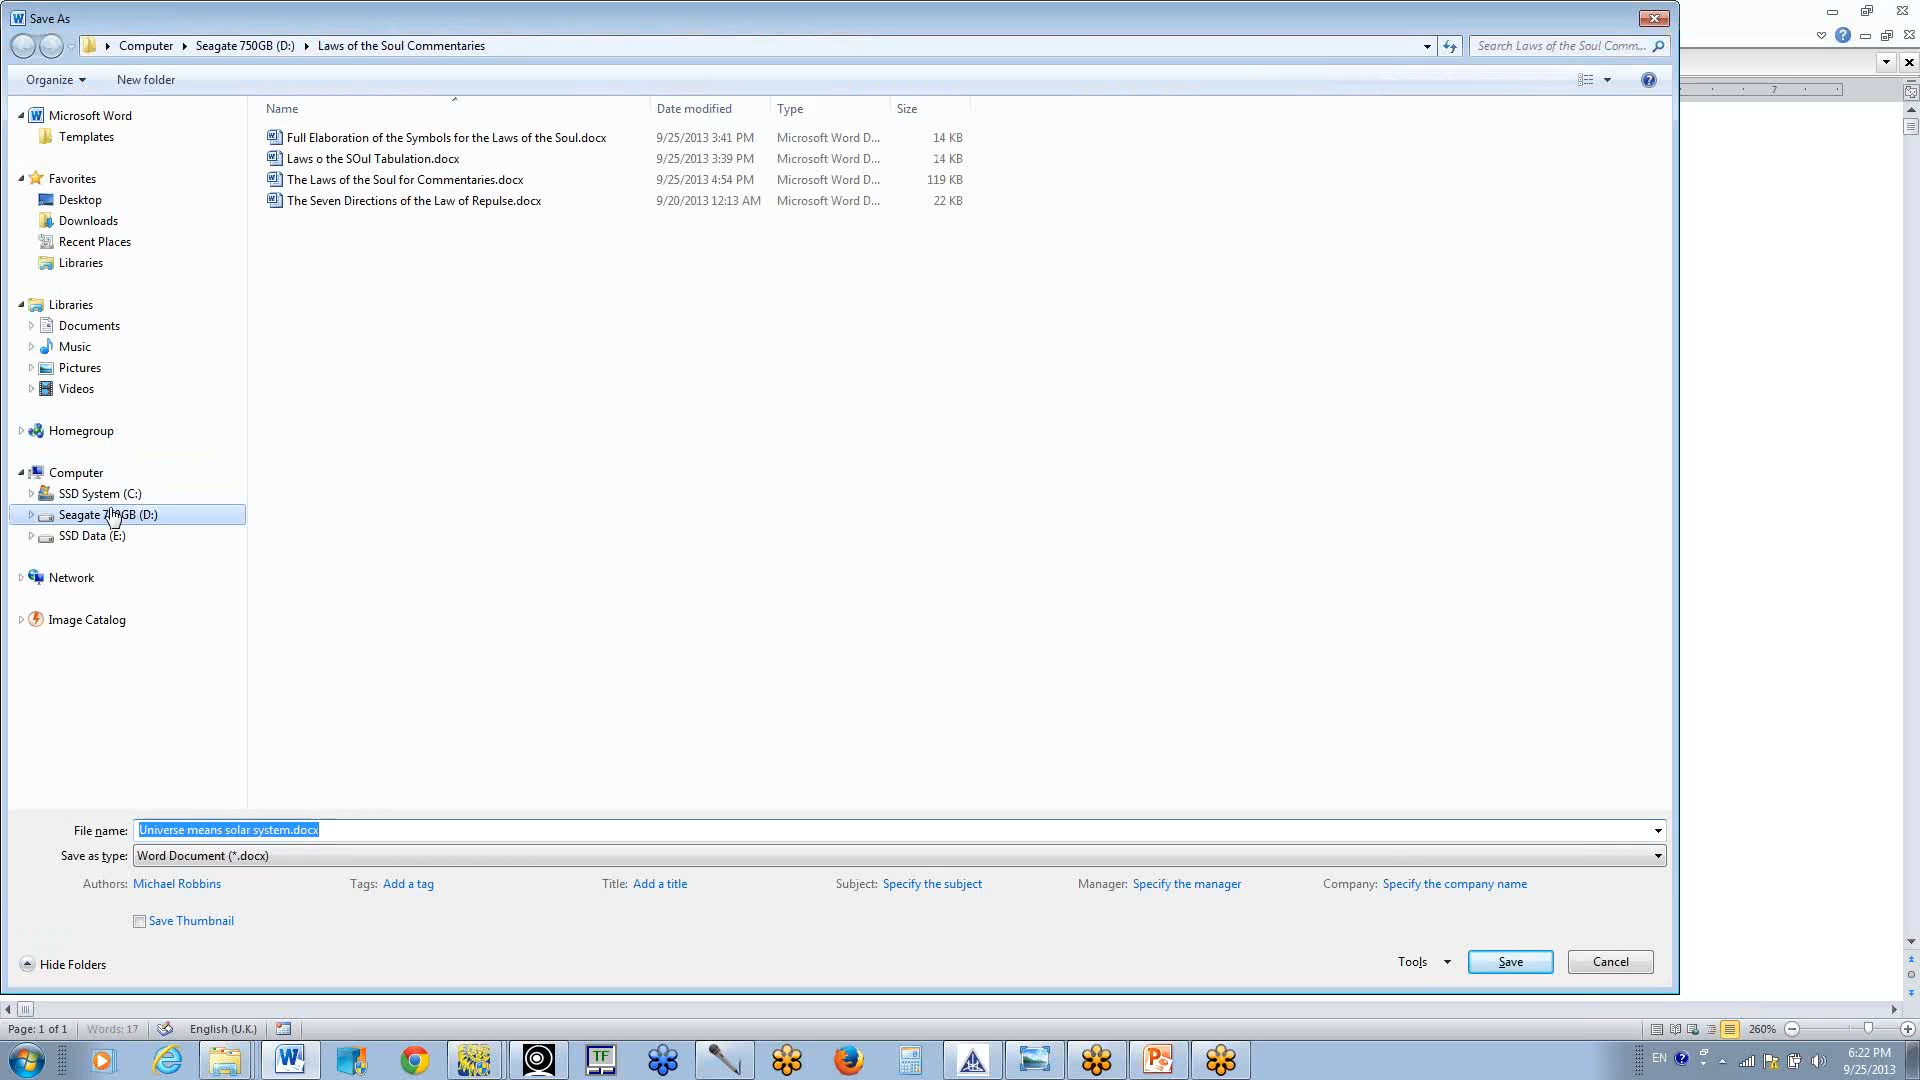 Save As
Computer Seagate 750GB (D:) Laws of the Soul Commentaries Search Laws of the Soul Comm...
Organize New folder
Name Date modified Type Size
Full Elaboration of the Symbols for the Laws of the Soul.docx 9/25/2013 3:41 PM Microsoft Word D... 14 KB
Laws o the SOul Tabulation.docx 9/25/2013 3:39 PM Microsoft Word D... 14 KB
The Laws of the Soul for Commentaries.docx 9/25/2013 4:54 PM Microsoft Word D... 119 KB
The Seven Directions of the Law of Repulse.docx 9/20/2013 12:13 AM Microsoft Word D... 22 KB
Microsoft Word
Templates
Favorites
Desktop
Downloads
Recent Places
Libraries
Libraries
Documents
Music
Pictures
Videos
Homegroup
Computer
SSD System (C:)
Seagate 750GB (D:)
SSD Data (E:)
Network
Image Catalog
7
File name: Universe means solar system.docx
Save as type: Word Document (*.docx)
Authors: Michael Robbins Tags: Add a tag Title: Add a title Subject: Specify the subject Manager: Specify the manager Company: Specify the company name
Save Thumbnail
Hide Folders
Tools Save Cancel
Page: 1 of 1 Words: 17 English (U.K.) 260%
TF EN 6:22 PM
9/25/2013